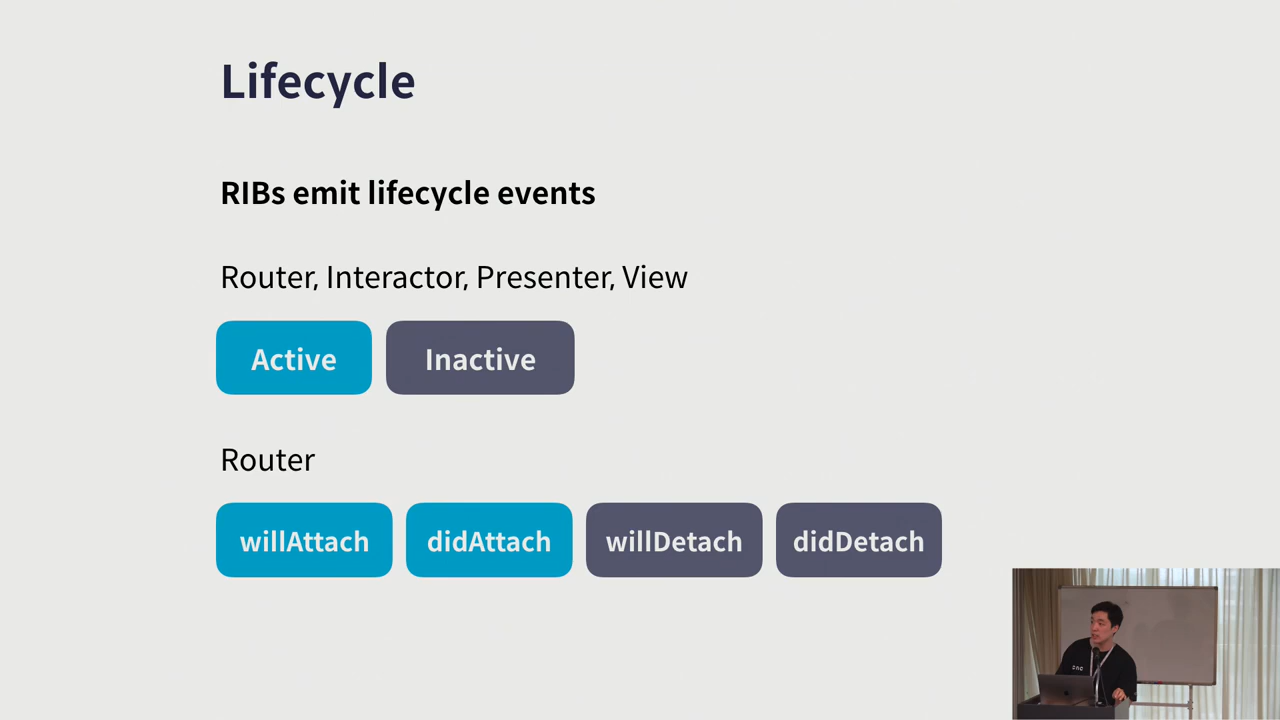 Lifecycle
RIBs emit lifecycle events
Router, Interactor, Presenter, View
Active Inactive
Router
willAttach didAttach willDetach didDetach